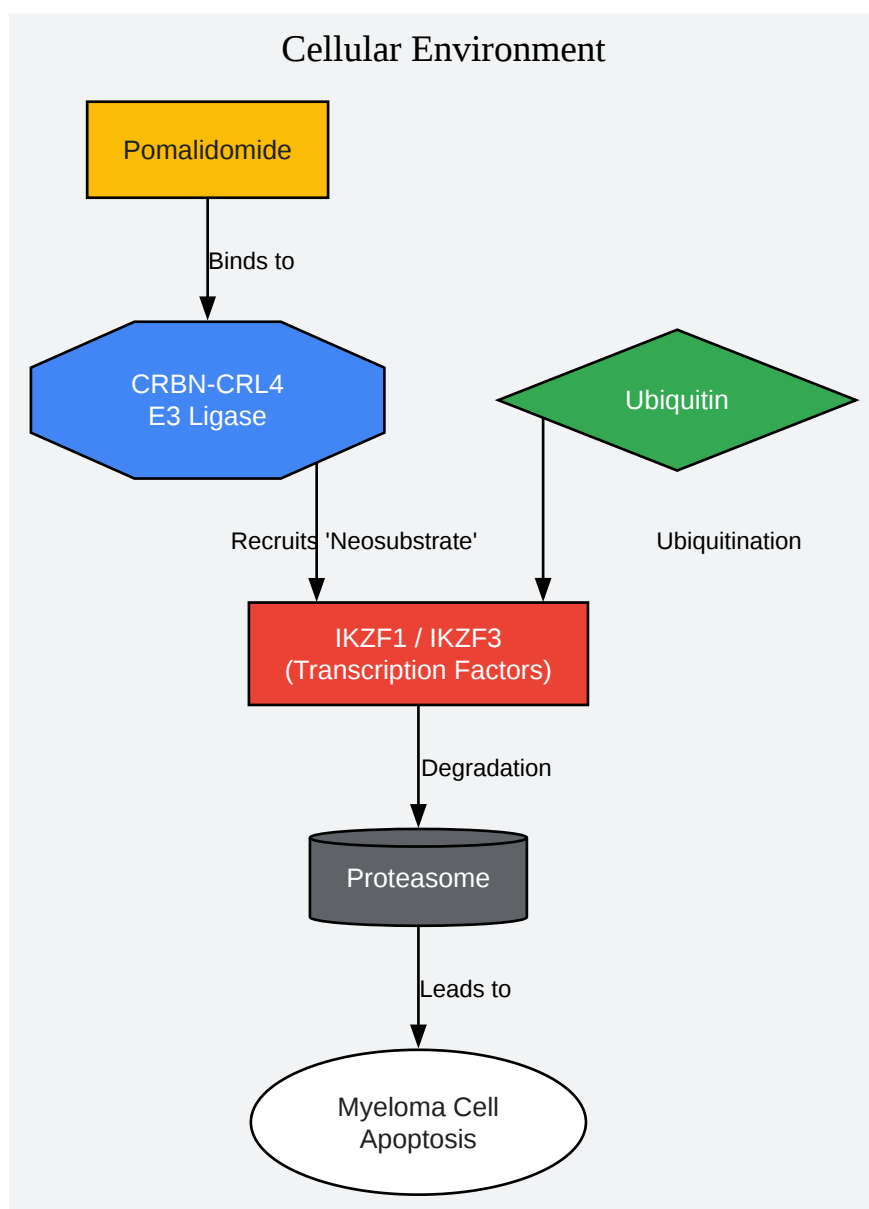 Cellular Environment
Pomalidomide
Binds to
CRBN-CRL4
E3 Ligase
Ubiquitin
Recruits 'Neosubstrate'
Ubiquitination
IKZF1 / IKZF3
(Transcription Factors)
Degradation
Proteasome
Leads to
Myeloma Cell
Apoptosis